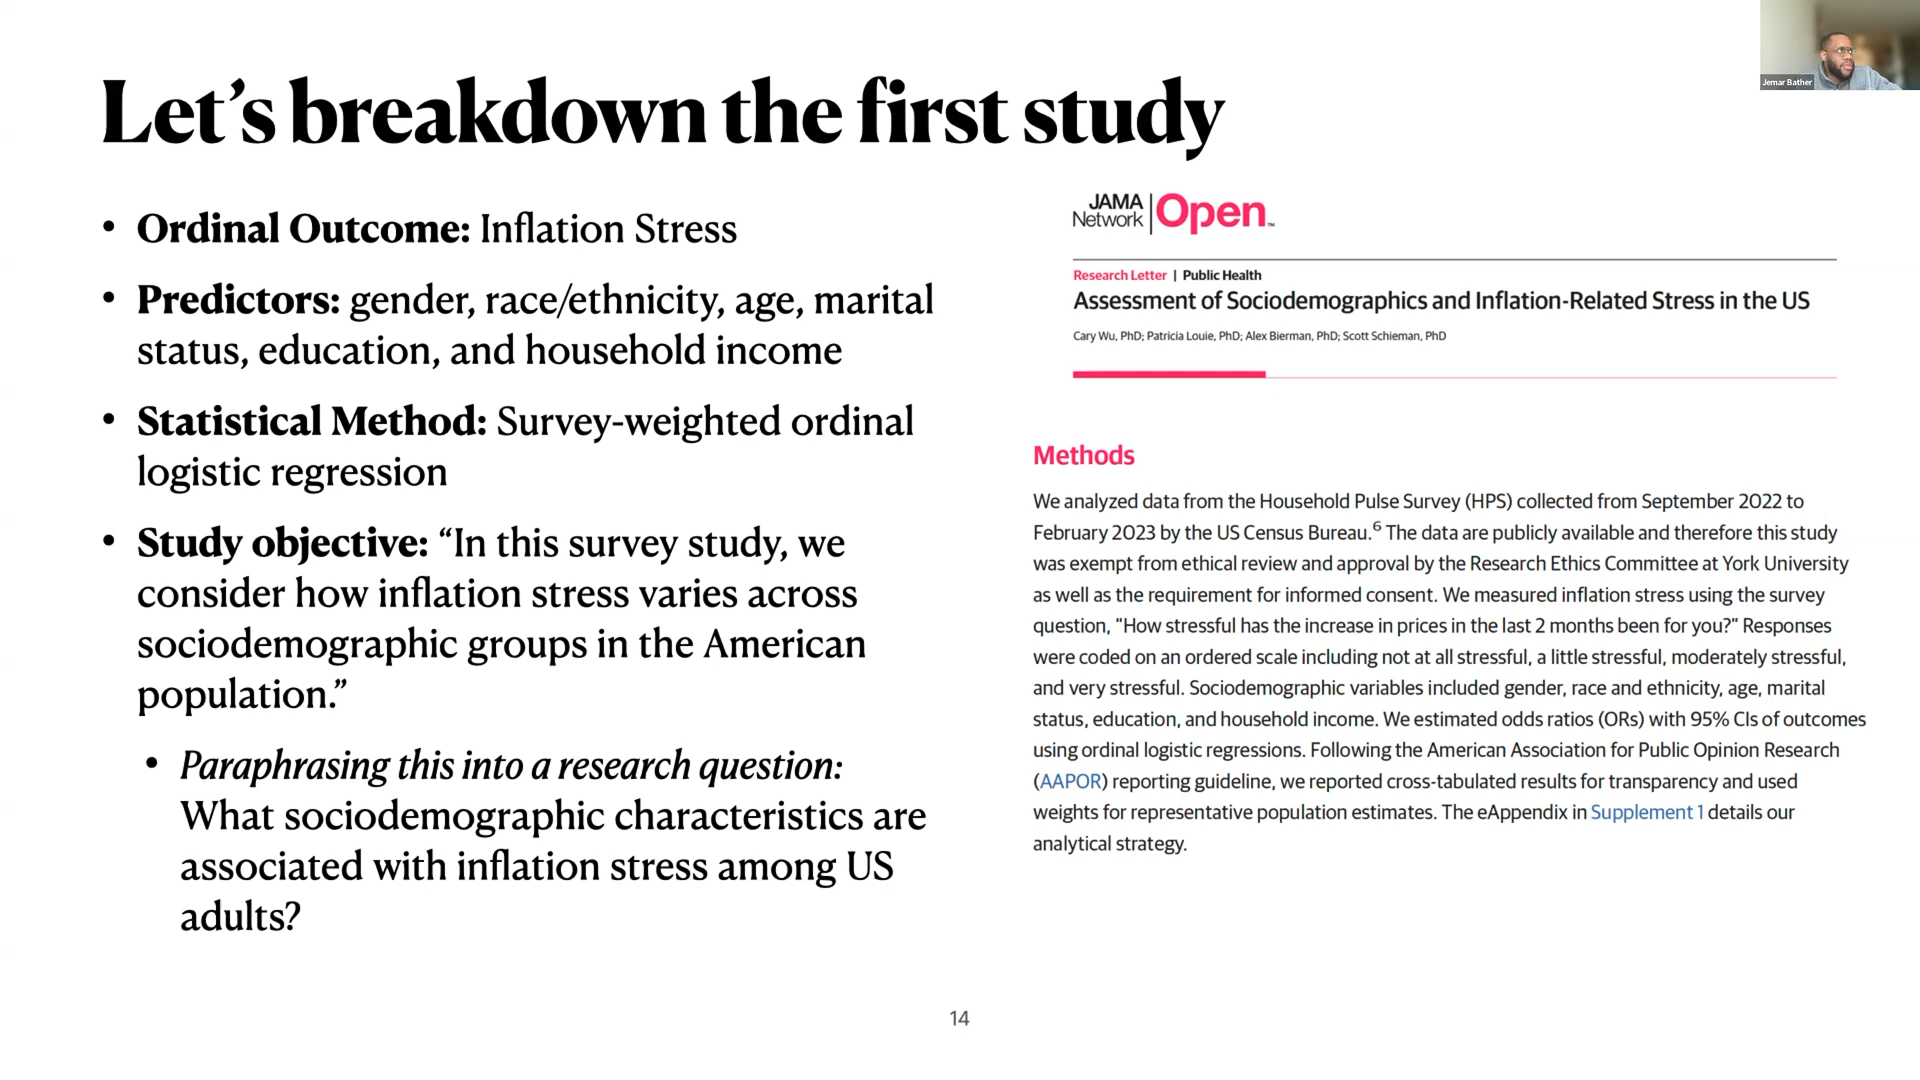 Let’s breakdown the first study
• Ordinal Outcome: Inflation Stress
• Predictors: gender, race/ethnicity, age, marital
status, education, and household income
• Statistical Method: Survey-weighted ordinal
logistic regression
• Study objective: “In this survey study, we
consider how inflation stress varies across
sociodemographic groups in the American
population.”
• Paraphrasing this into a research question:
What sociodemographic characteristics are
associated with inflation stress among US
adults?
JAMA
Network
Open™
Research Letter | Public Health
Assessment of Sociodemographics and Inflation-Related Stress in the US
Cary Wu, PhD; Patricia Louie, PhD; Alex Bierman, PhD; Scott Schieman, PhD
Methods
We analyzed data from the Household Pulse Survey (HPS) collected from September 2022 to
February 2023 by the US Census Bureau.⁶ The data are publicly available and therefore this study
was exempt from ethical review and approval by the Research Ethics Committee at York University
as well as the requirement for informed consent. We measured inflation stress using the survey
question, “How stressful has the increase in prices in the last 2 months been for you?” Responses
were coded on an ordered scale including not at all stressful, a little stressful, moderately stressful,
and very stressful. Sociodemographic variables included gender, race and ethnicity, age, marital
status, education, and household income. We estimated odds ratios (ORs) with 95% CIs of outcomes
using ordinal logistic regressions. Following the American Association for Public Opinion Research
(AAPOR) reporting guideline, we reported cross-tabulated results for transparency and used
weights for representative population estimates. The eAppendix in Supplement 1 details our
analytical strategy.
14
Jemar Bather